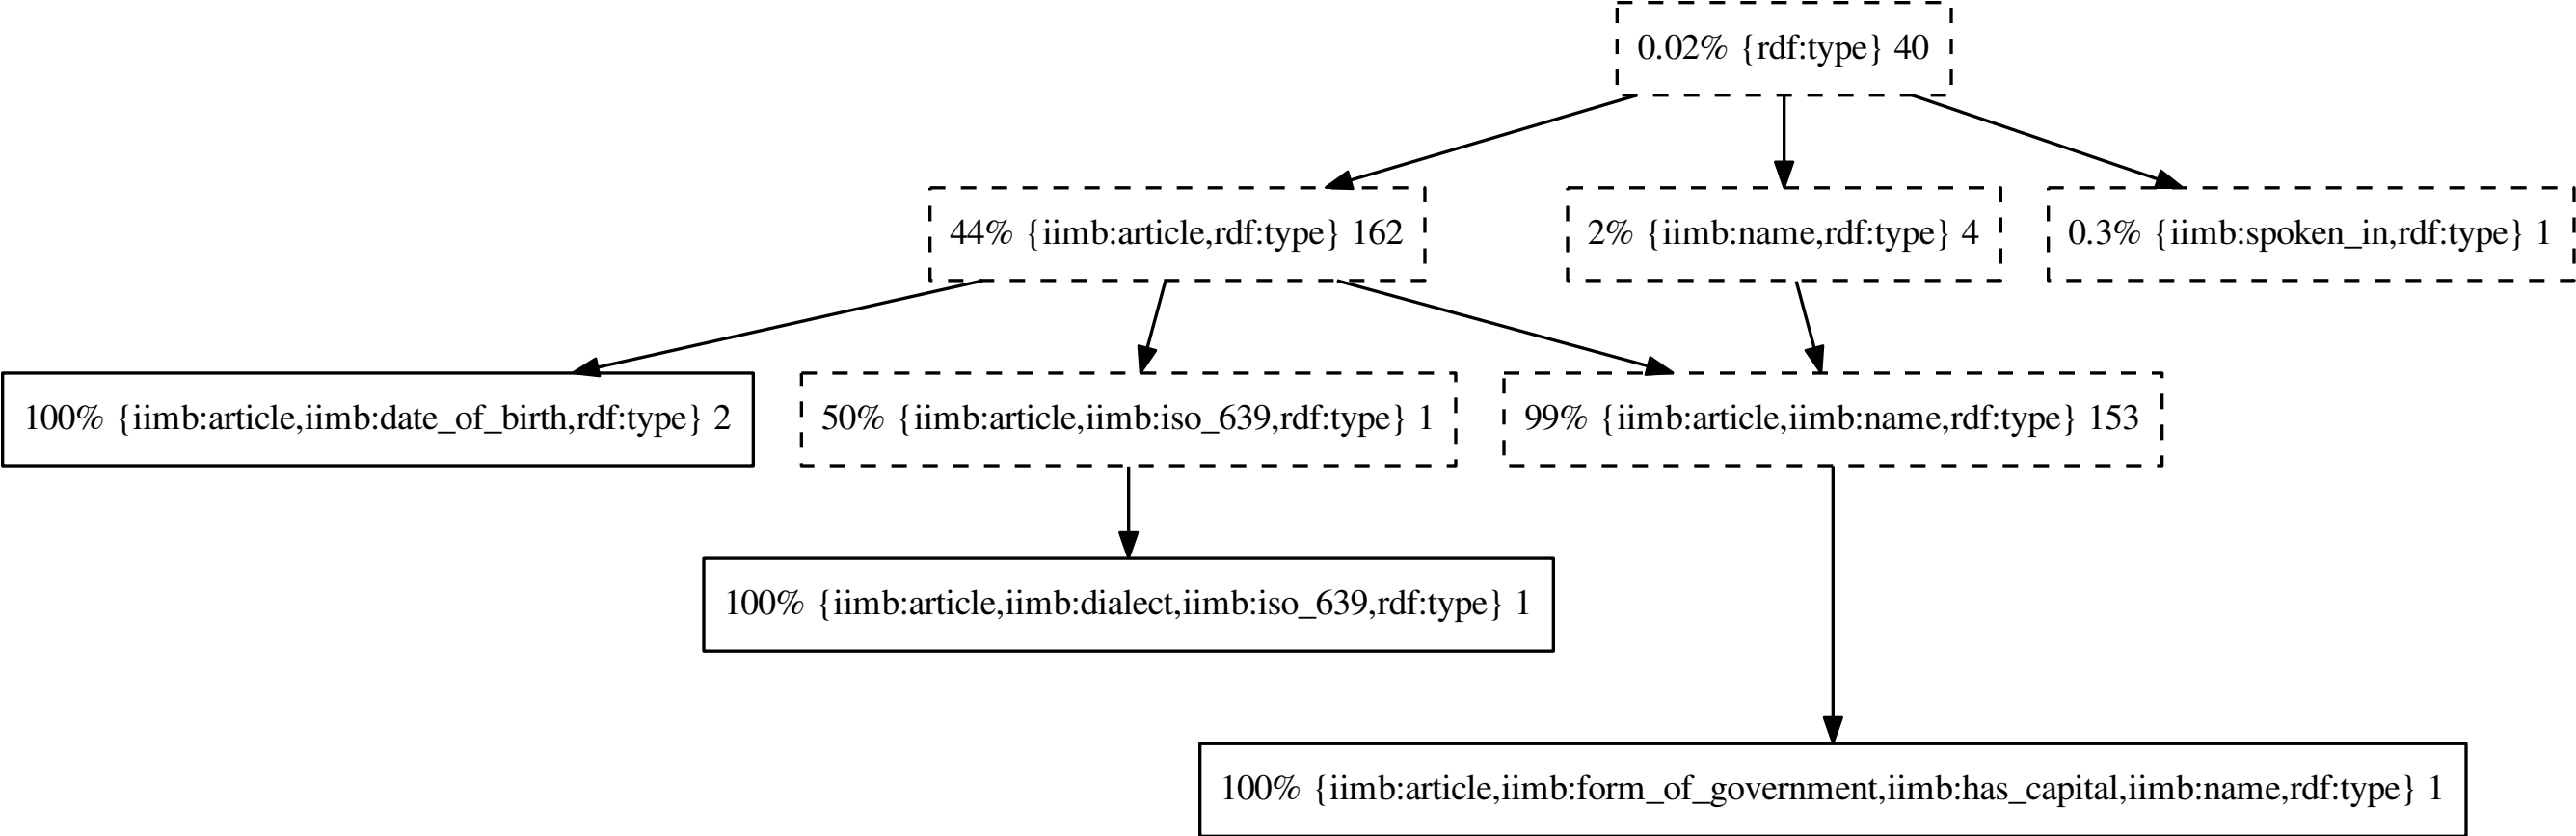 0.02% {rdf:type} 40
44% {iimb:article,rdf:type} 162
2% {iimb:name,rdf:type} 4
0.3% {iimb:spoken_in,rdf:type} 1
100% {iimb:article,iimb:date_of_birth,rdf:type} 2
50% {iimb:article,iimb:iso_639,rdf:type} 1
99% {iimb:article,iimb:name,rdf:type} 153
100% {iimb:article,iimb:dialect,iimb:iso_639,rdf:type} 1
100% {iimb:article,iimb:form_of_government,iimb:has_capital,iimb:name,rdf:type} 1